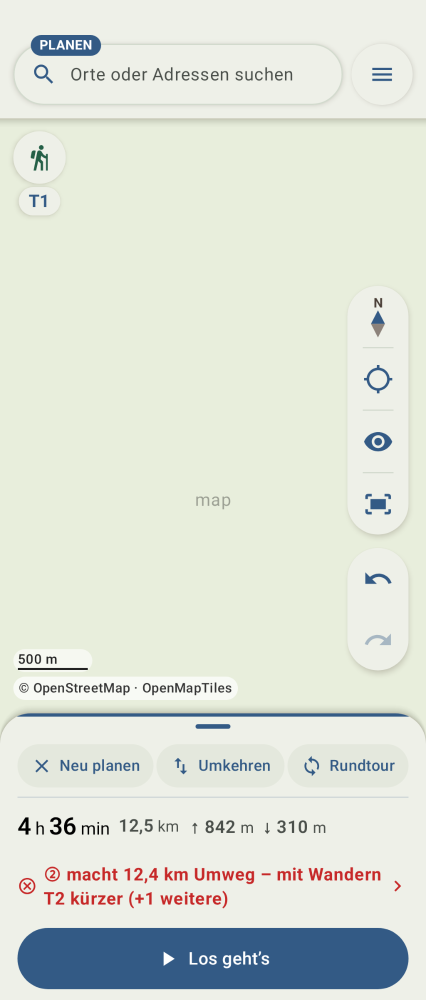 PLANEN
Orte oder Adressen suchen
T1
N
map
500 m
© OpenStreetMap · OpenMapTiles
Neu planen
Umkehren
Rundtour
4 h 36 min 12,5 km ↑ 842 m ↓ 310 m
② macht 12,4 km Umweg – mit Wandern
T2 kürzer (+1 weitere)
Los geht’s